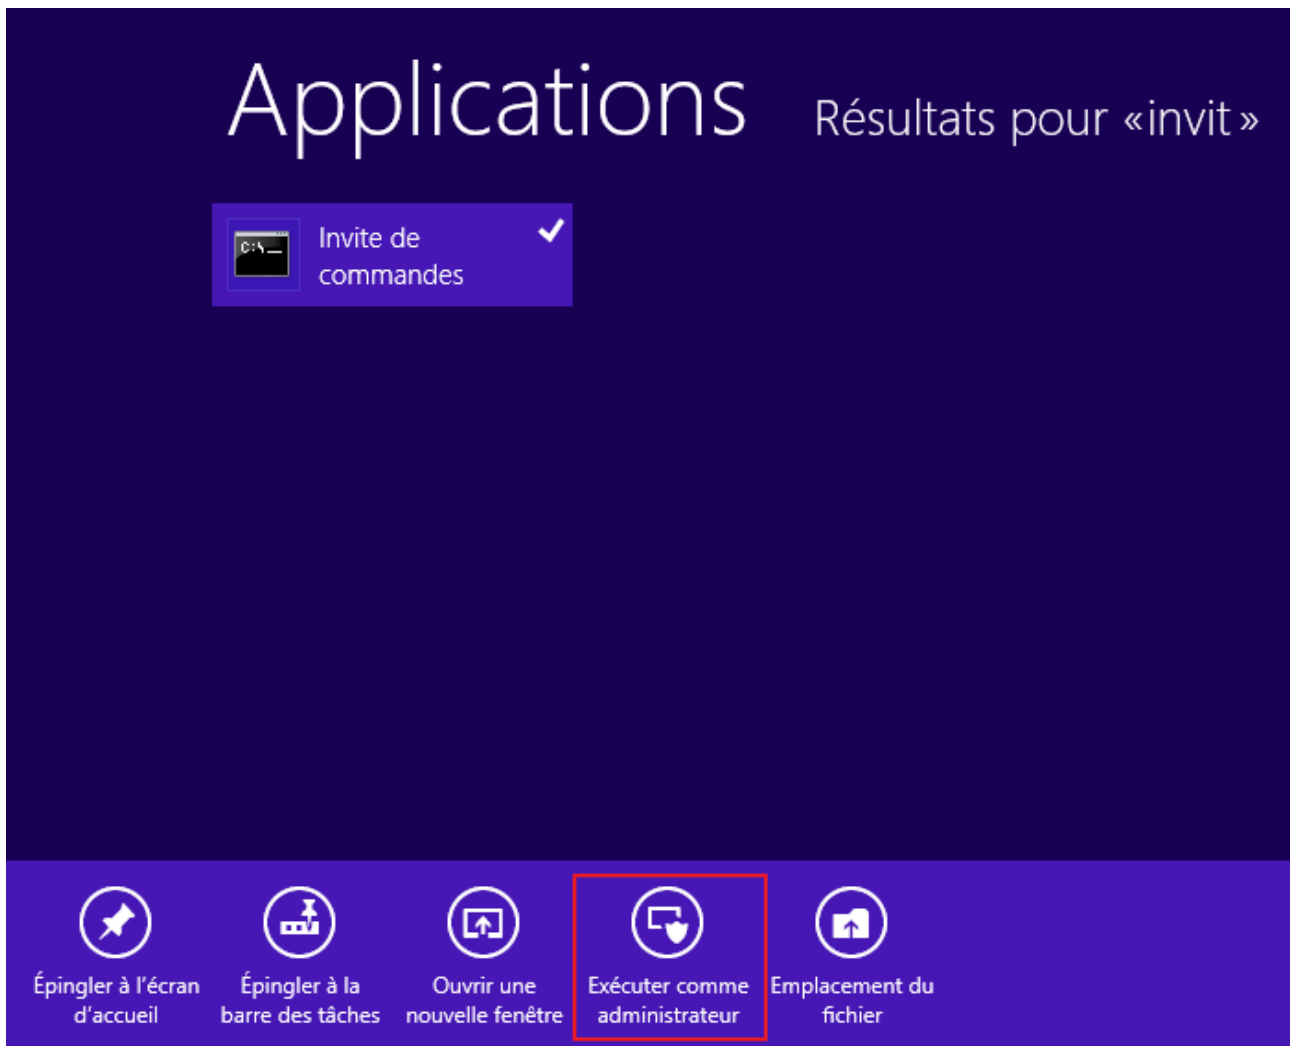 Applications Résultats pour «invit»
Invite de
commandes
C:\_
Épingler à l'écran
d'accueil
Épingler à la
barre des tâches
Ouvrir une
nouvelle fenêtre
Exécuter comme
administrateur
Emplacement du
fichier